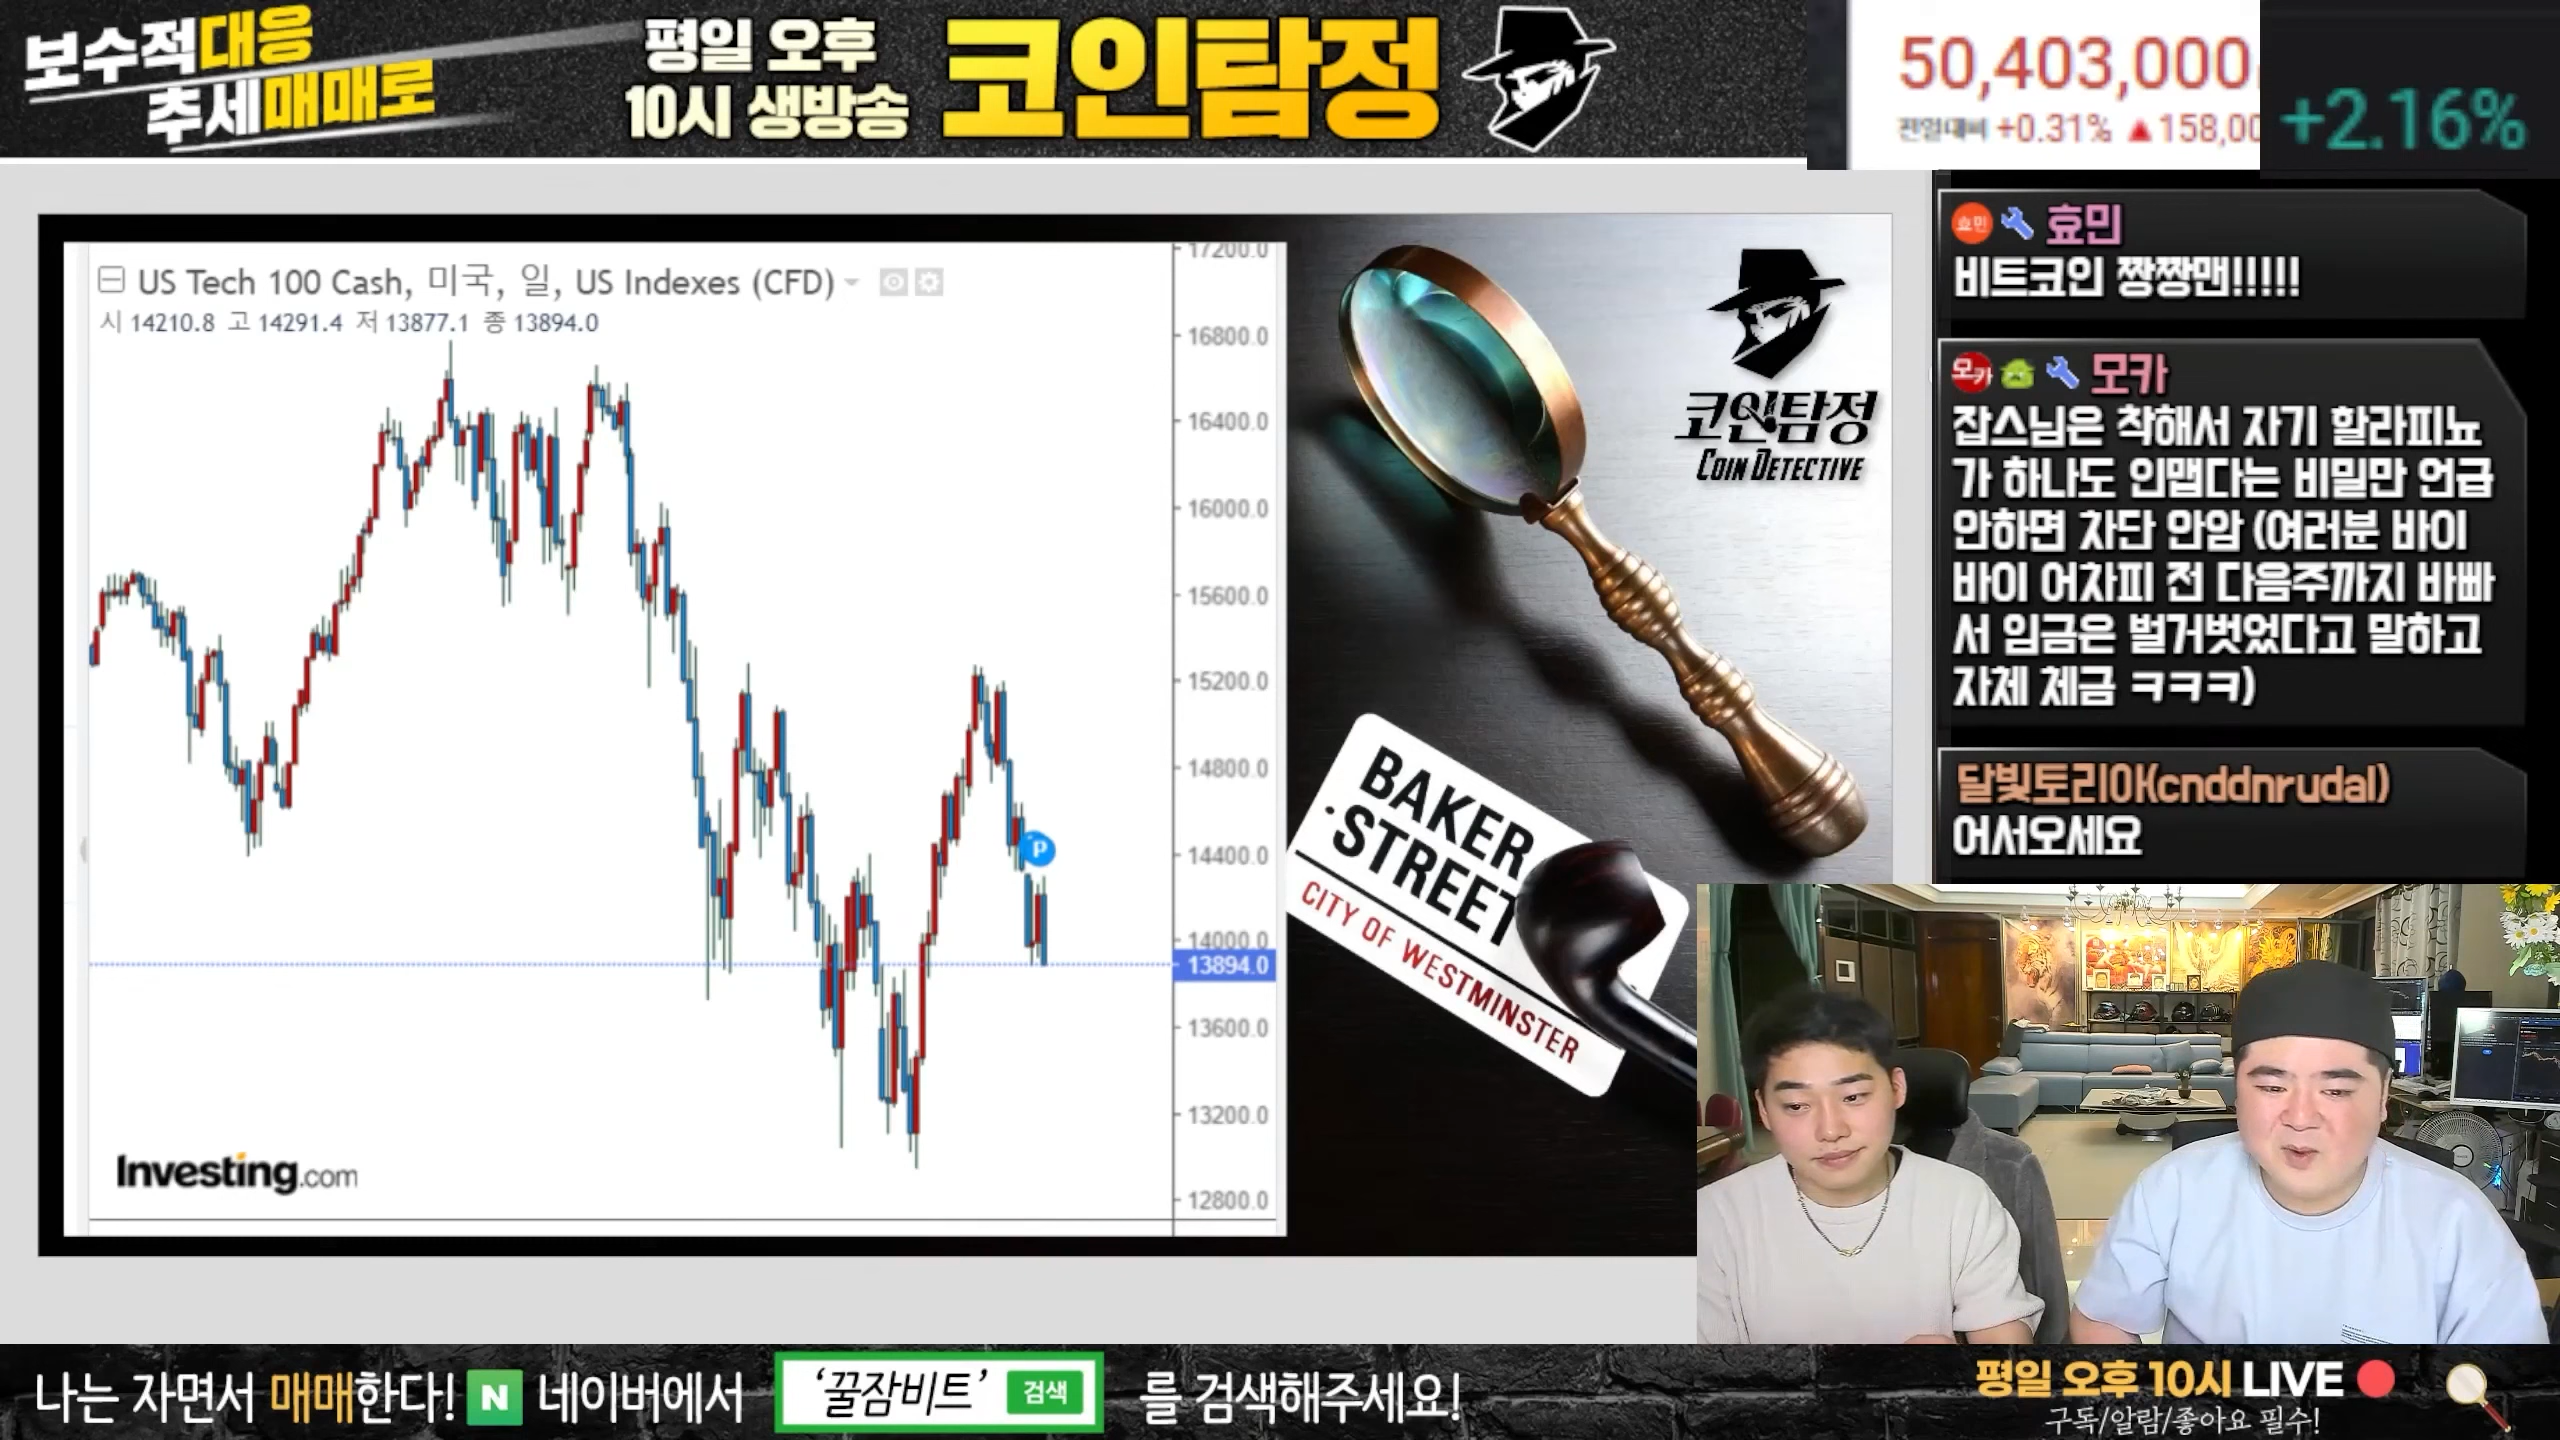 보수적대응
추세매매로
평일 오후
10시 생방송
코인탐정
50,403,000
전일대비 +0.31% ▲158,00
+2.16%
US Tech 100 Cash, 미국, 일, US Indexes (CFD)
시 14210.8 고 14291.4 저 13877.1 종 13894.0
17200.0
16800.0
16400.0
16000.0
15600.0
15200.0
14800.0
14400.0
14000.0
13894.0
13600.0
13200.0
12800.0
P
Investing.com
코인탐정
COIN DETECTIVE
BAKER
STREET
CITY OF WESTMINSTER
효민 효민
비트코인 짱짱맨!!!!!
모카 모카
잡스님은 착해서 자기 할라피뇨
가 하나도 안맵다는 비밀만 언급
안하면 차단 안함 (여러분 바이
바이 어차피 전 다음주까지 바빠
서 임금은 벌거벗었다고 말하고
자체 체금 ㅋㅋㅋ)
달빛토리아(cnddnrudal)
어서오세요
나는 자면서 매매한다! N 네이버에서 ‘꿀잠비트’ 검색 를 검색해주세요!
평일 오후 10시 LIVE
구독/알람/좋아요 필수!